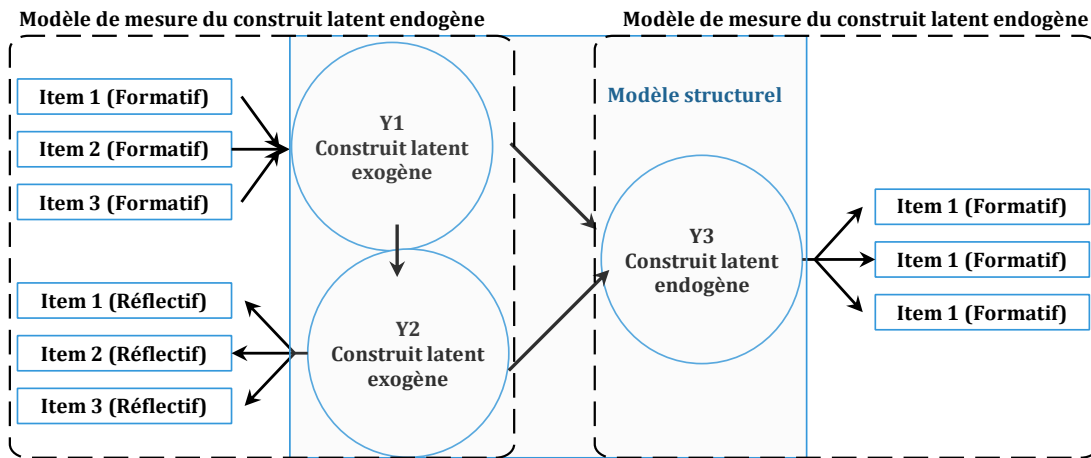 Modèle de mesure du construit latent endogène
Modèle de mesure du construit latent endogène
Item 1 (Formatif)
Item 2 (Formatif)
Item 3 (Formatif)
Y1
Construit latent
exogène
Modèle structurel
Item 1 (Réflectif)
Item 2 (Réflectif)
Item 3 (Réflectif)
Y2
Construit latent
exogène
Y3
Construit latent
endogène
Item 1 (Formatif)
Item 1 (Formatif)
Item 1 (Formatif)